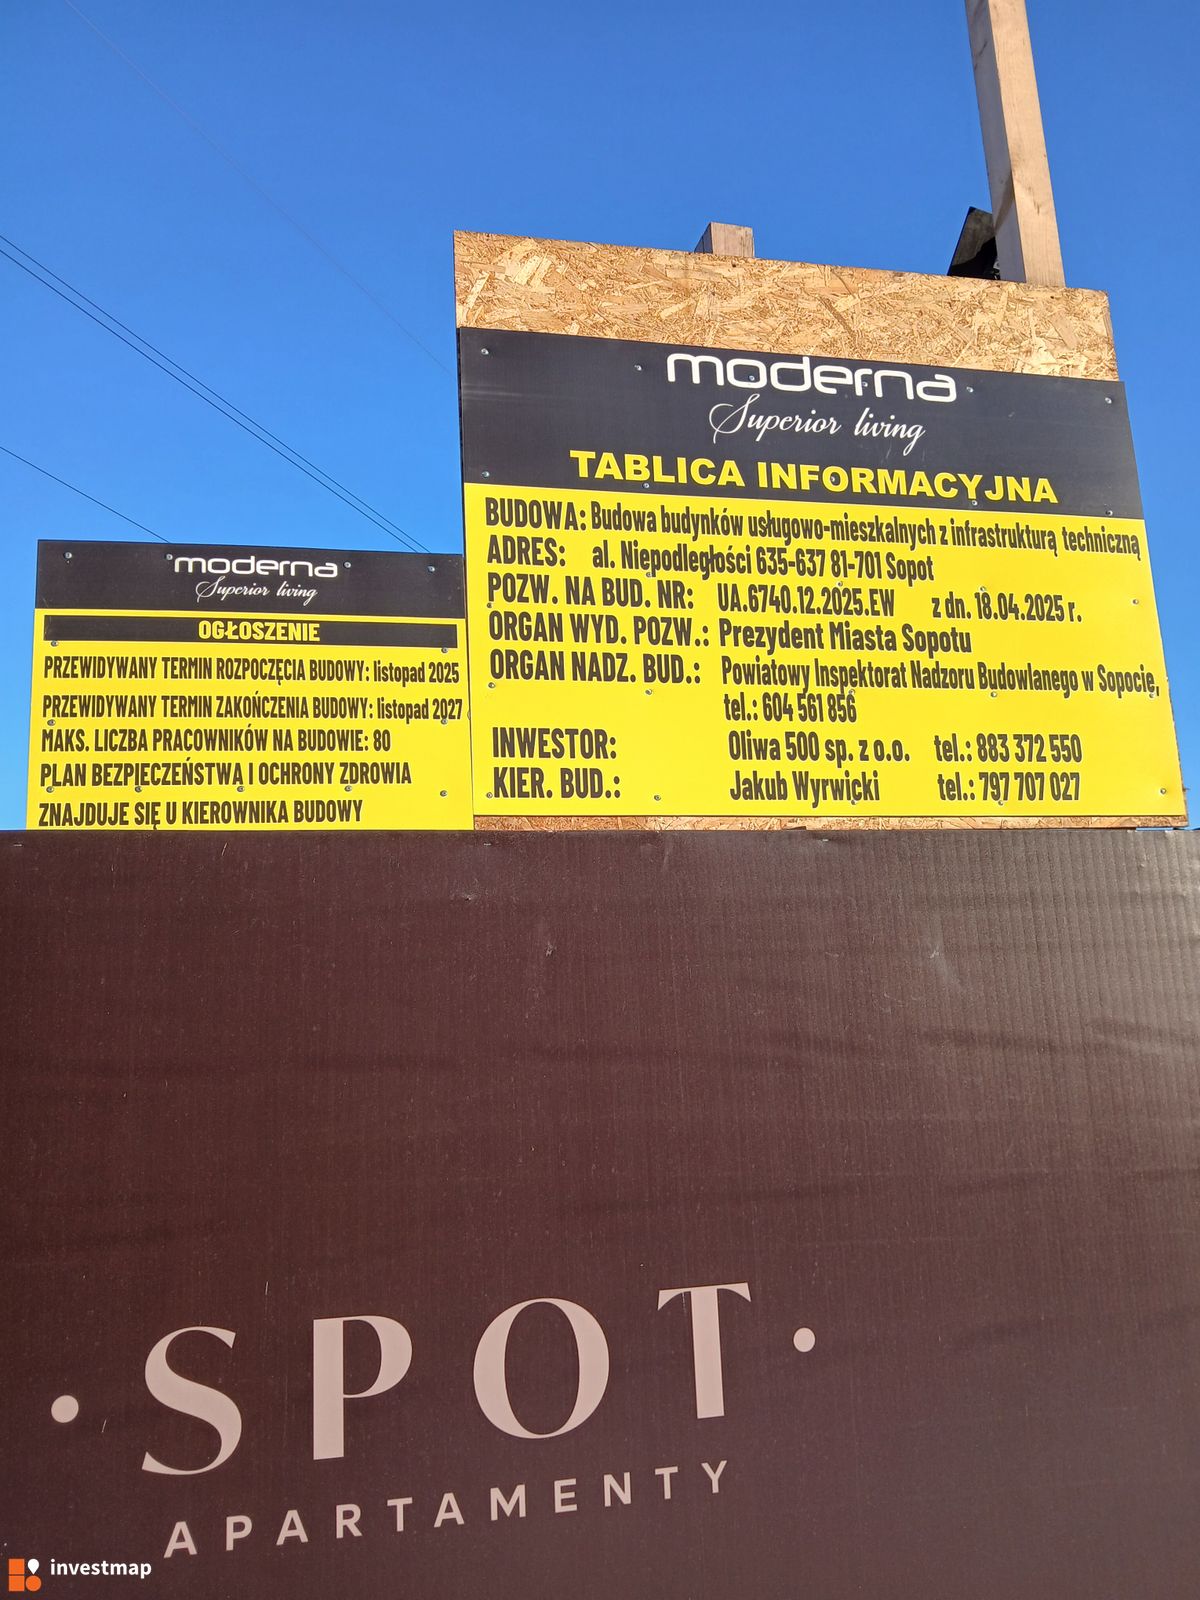 moderna
Superior living
TABLICA INFORMACYJNA
BUDOWA: Budowa budynków usługowo-mieszkalnych z infrastrukturą techniczną
ADRES: al. Niepodległości 635-637 81-701 Sopot
POZW. NA BUD. NR: UA.6740.12.2025.EW z dn. 18.04.2025 r.
ORGAN WYD. POZW.: Prezydent Miasta Sopotu
ORGAN NADZ. BUD.: Powiatowy Inspektorat Nadzoru Budowlanego w Sopocie,
tel.: 604 561 856
INWESTOR: Oliwa 500 sp. z o.o. tel.: 883 372 550
KIER. BUD.: Jakub Wyrwicki tel.: 797 707 027
moderna
Superior living
OGŁOSZENIE
PRZEWIDYWANY TERMIN ROZPOCZĘCIA BUDOWY: listopad 2025
PRZEWIDYWANY TERMIN ZAKOŃCZENIA BUDOWY: listopad 2027
MAKS. LICZBA PRACOWNIKÓW NA BUDOWIE: 80
PLAN BEZPIECZEŃSTWA I OCHRONY ZDROWIA
ZNAJDUJE SIĘ U KIEROWNIKA BUDOWY
• SPOT •
APARTAMENTY
investmap